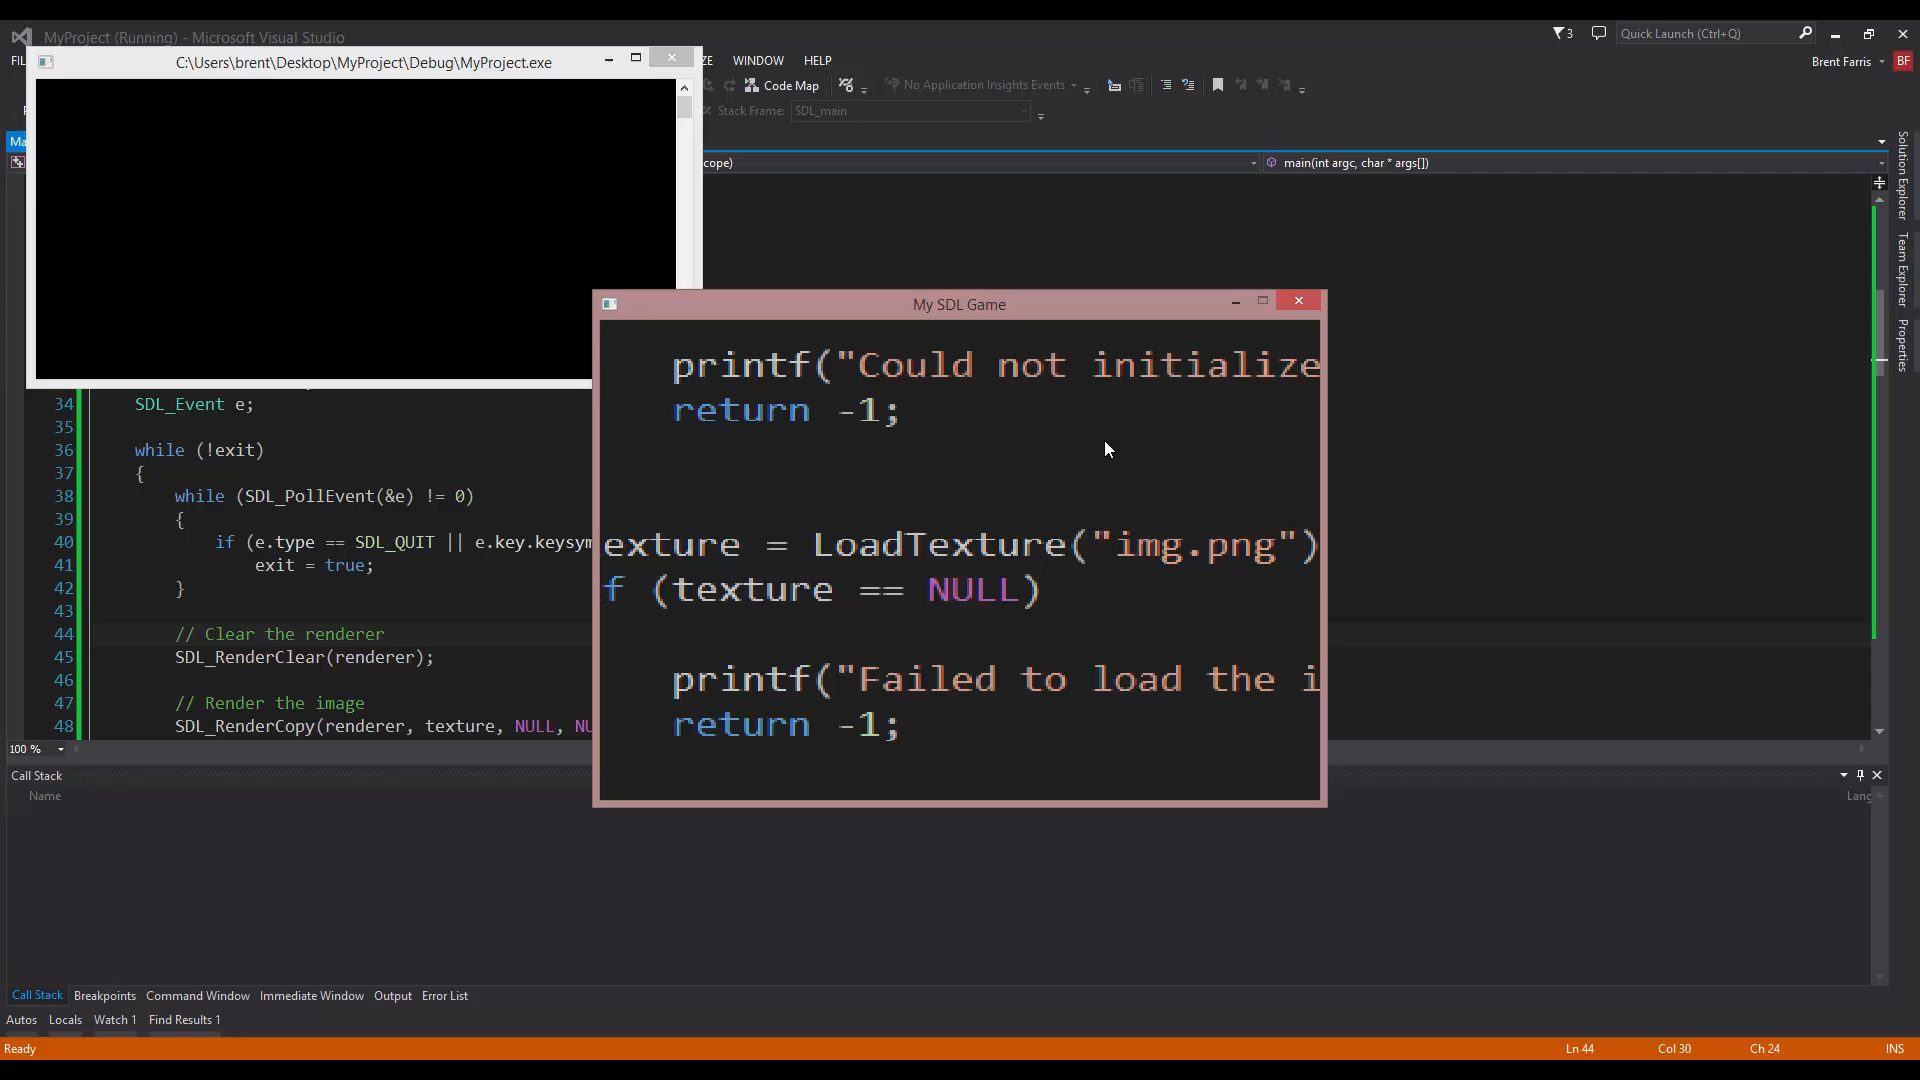 MyProject (Running) - Microsoft Visual Studio
3
Quick Launch (Ctrl+Q)
C:\Users\brent\Desktop\MyProject\Debug\MyProject.exe
WINDOW HELP
Brent Farris
BF
Code Map
No Application Insights Events
Stack Frame:
SDL_main
cope)
main(int argc, char * args[])
Solution Explorer
Team Explorer
Properties
My SDL Game
printf("Could not initialize
return -1;
exture = LoadTexture("img.png")
f (texture == NULL)
printf("Failed to load the i
return -1;
34 SDL_Event e;
35
36 while (!exit)
37 {
38 while (SDL_PollEvent(&e) != 0)
39 {
40 if (e.type == SDL_QUIT || e.key.keysym
41 exit = true;
42 }
43
44 // Clear the renderer
45 SDL_RenderClear(renderer);
46
47 // Render the image
48 SDL_RenderCopy(renderer, texture, NULL, NU
100 %
Call Stack
Name
Lang
Call Stack Breakpoints Command Window Immediate Window Output Error List
Autos Locals Watch 1 Find Results 1
Ready
Ln 44 Col 30 Ch 24 INS